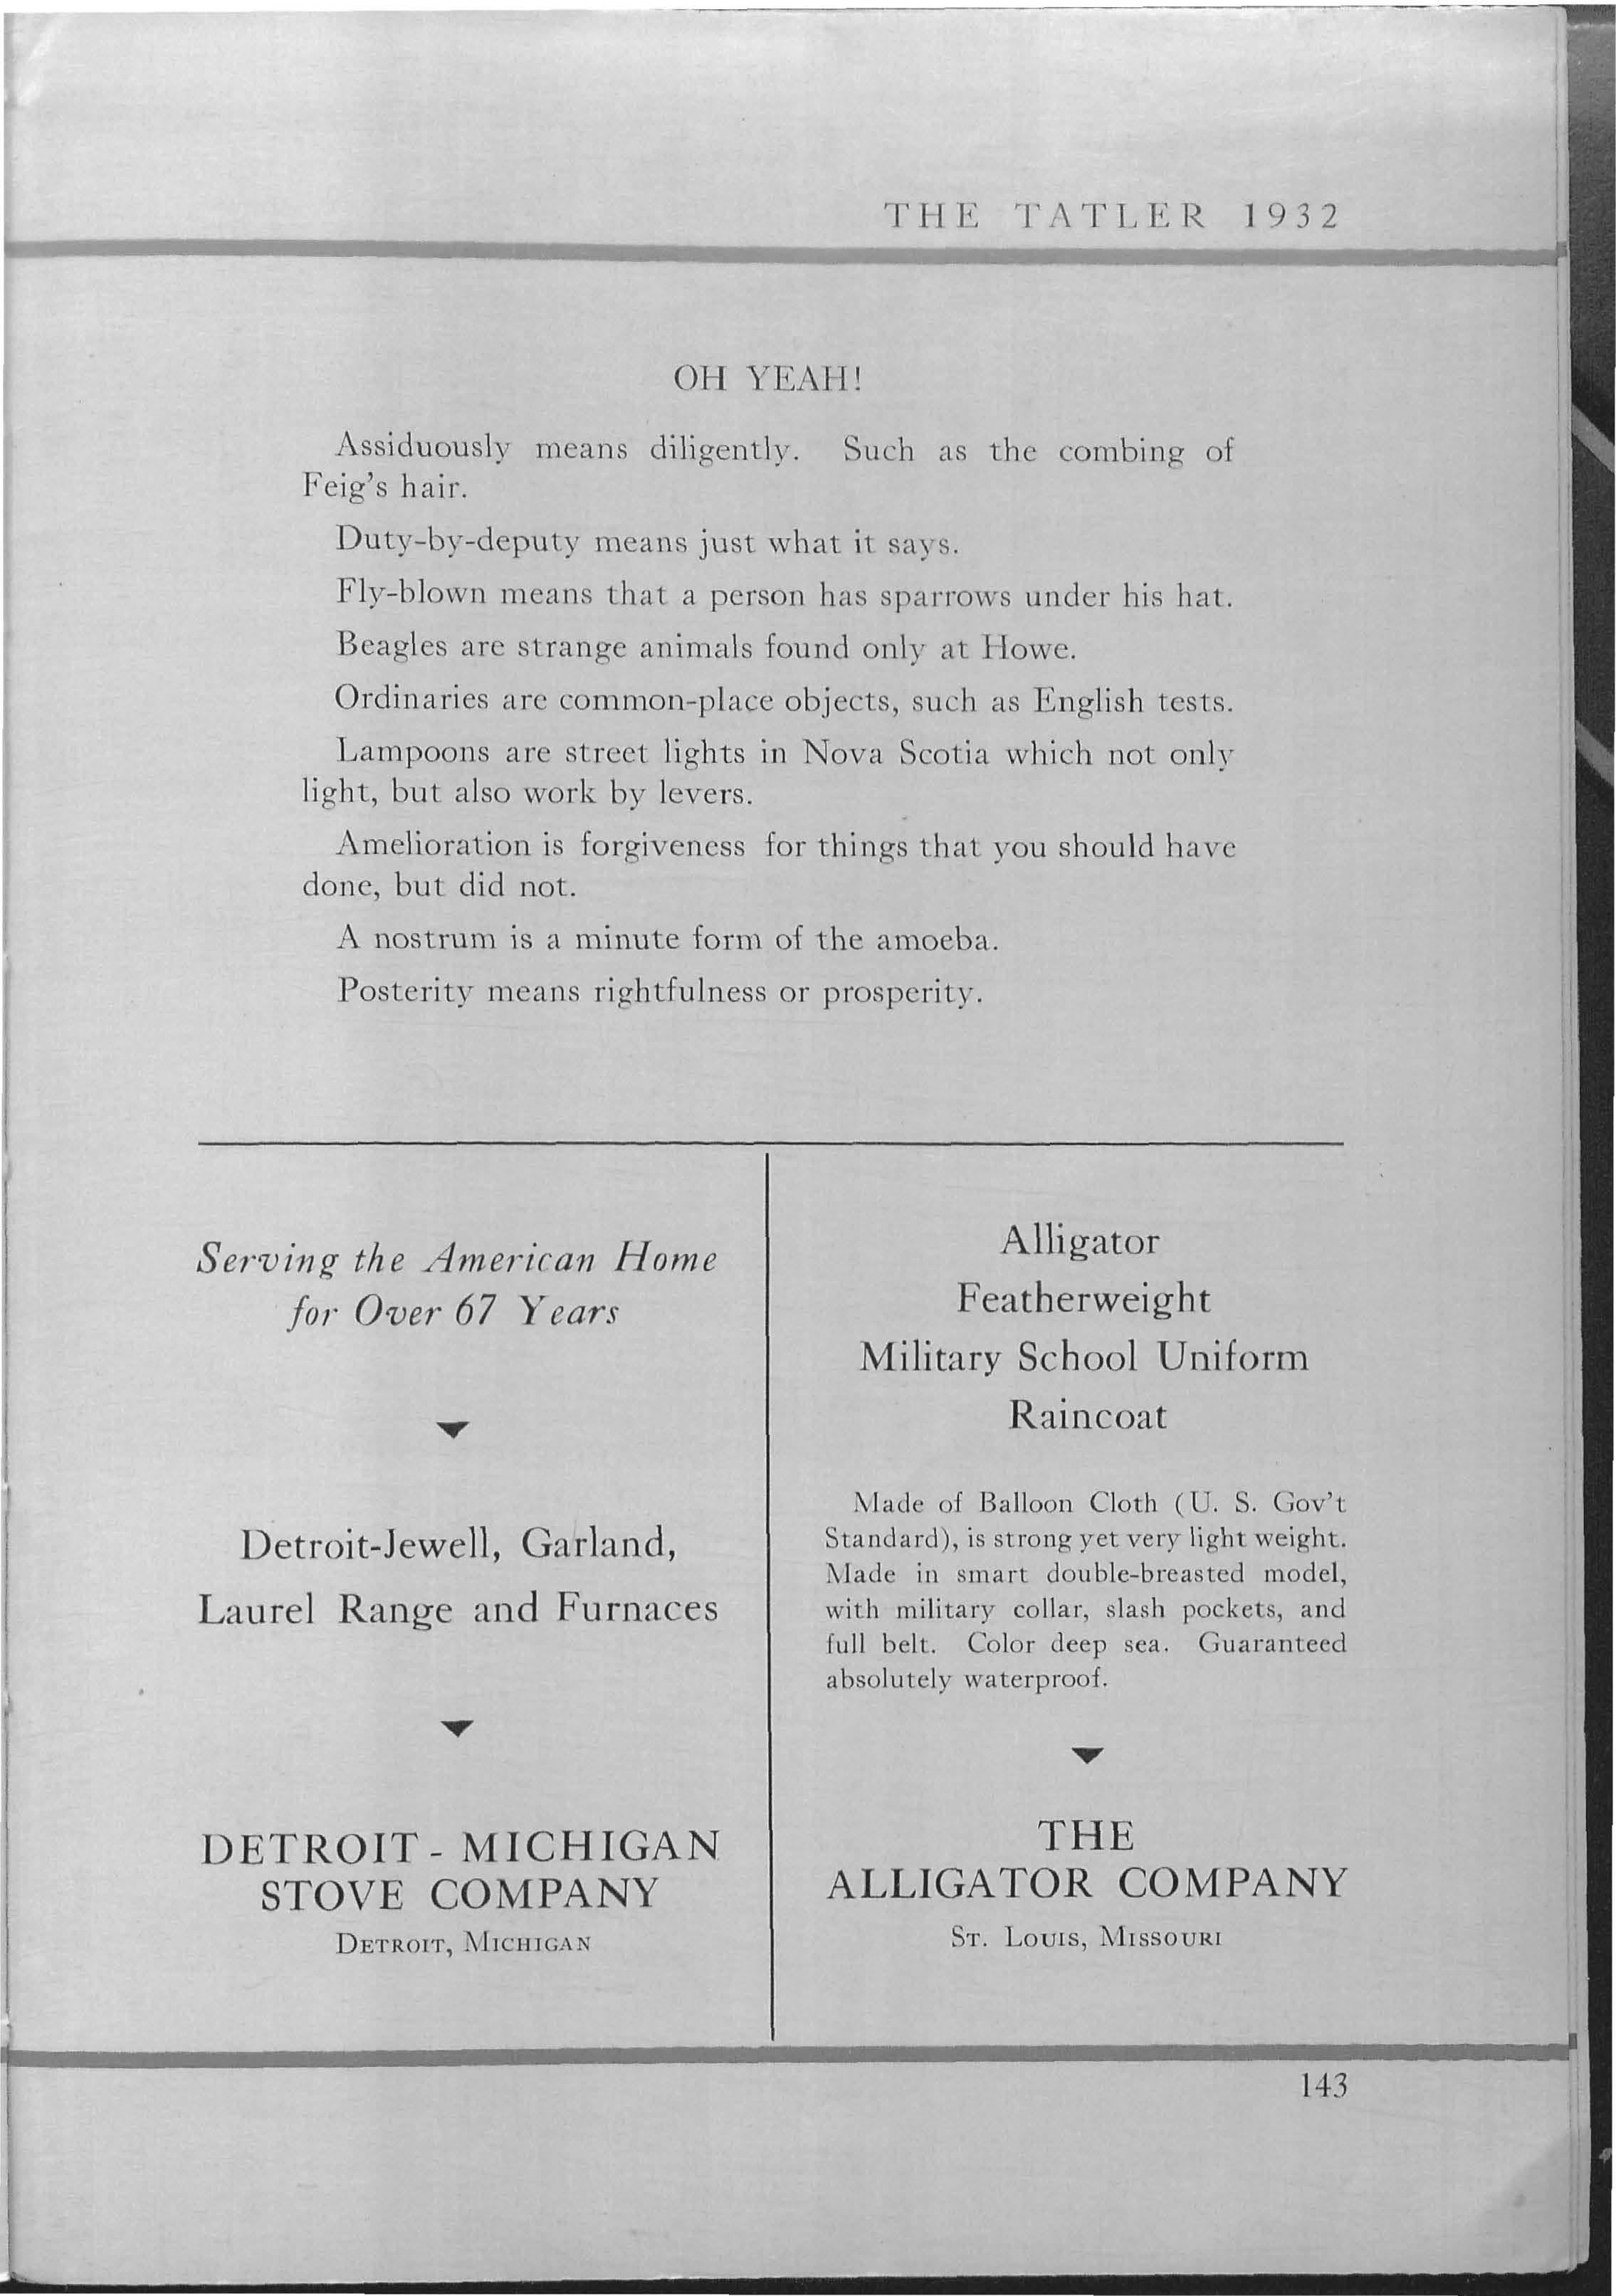 THE TATLER 1932
OH YEAH!
Assiduously means diligently. Such as the combing of
Feig's hair.
Duty-by-deputy means just what it says.
Fly-blown means that a person has sparrows under his hat.
Beagles are strange animals found only at Howe.
Ordinaries are common-place objects, such as English tests.
Lampoons are street lights in Nova Scotia which not only
light, but also work by levers.
Amelioration is forgiveness for things that you should have
done, but did not.
A nostrum is a minute form of the amoeba.
Posterity means rightfulness or prosperity.
Serving the American Home
for Over 67 Years
Detroit-Jewell, Garland,
Laurel Range and Furnaces
DETROIT - MICHIGAN
STOVE COMPANY
DETROIT, MICHIGAN
Alligator
Featherweight
Military School Uniform
Raincoat
Made of Balloon Cloth (U. S. Gov't
Standard), is strong yet very light weight.
Made in smart double-breasted model,
with military collar, slash pockets, and
full belt. Color deep sea. Guaranteed
absolutely waterproof.
THE
ALLIGATOR COMPANY
ST. LOUIS, MISSOURI
143